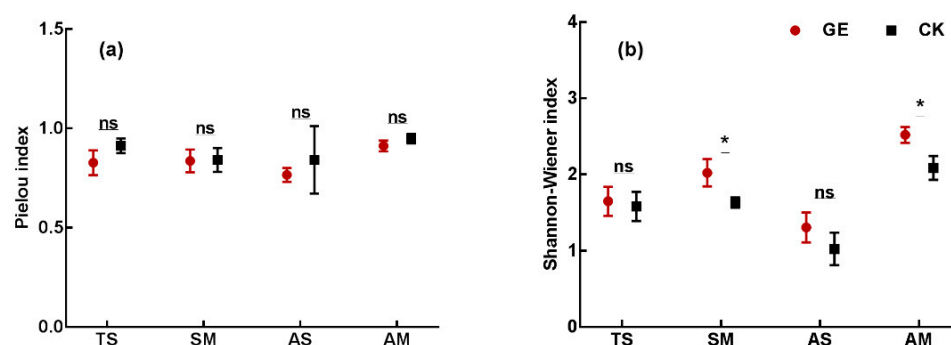 (a)
Pielou index
1.5
1.0
0.5
0.0
ns
ns
ns
ns
TS
SM
AS
AM
(b)
GE
CK
Shannon-Wiener index
4
3
2
1
0
ns
*
ns
*
TS
SM
AS
AM